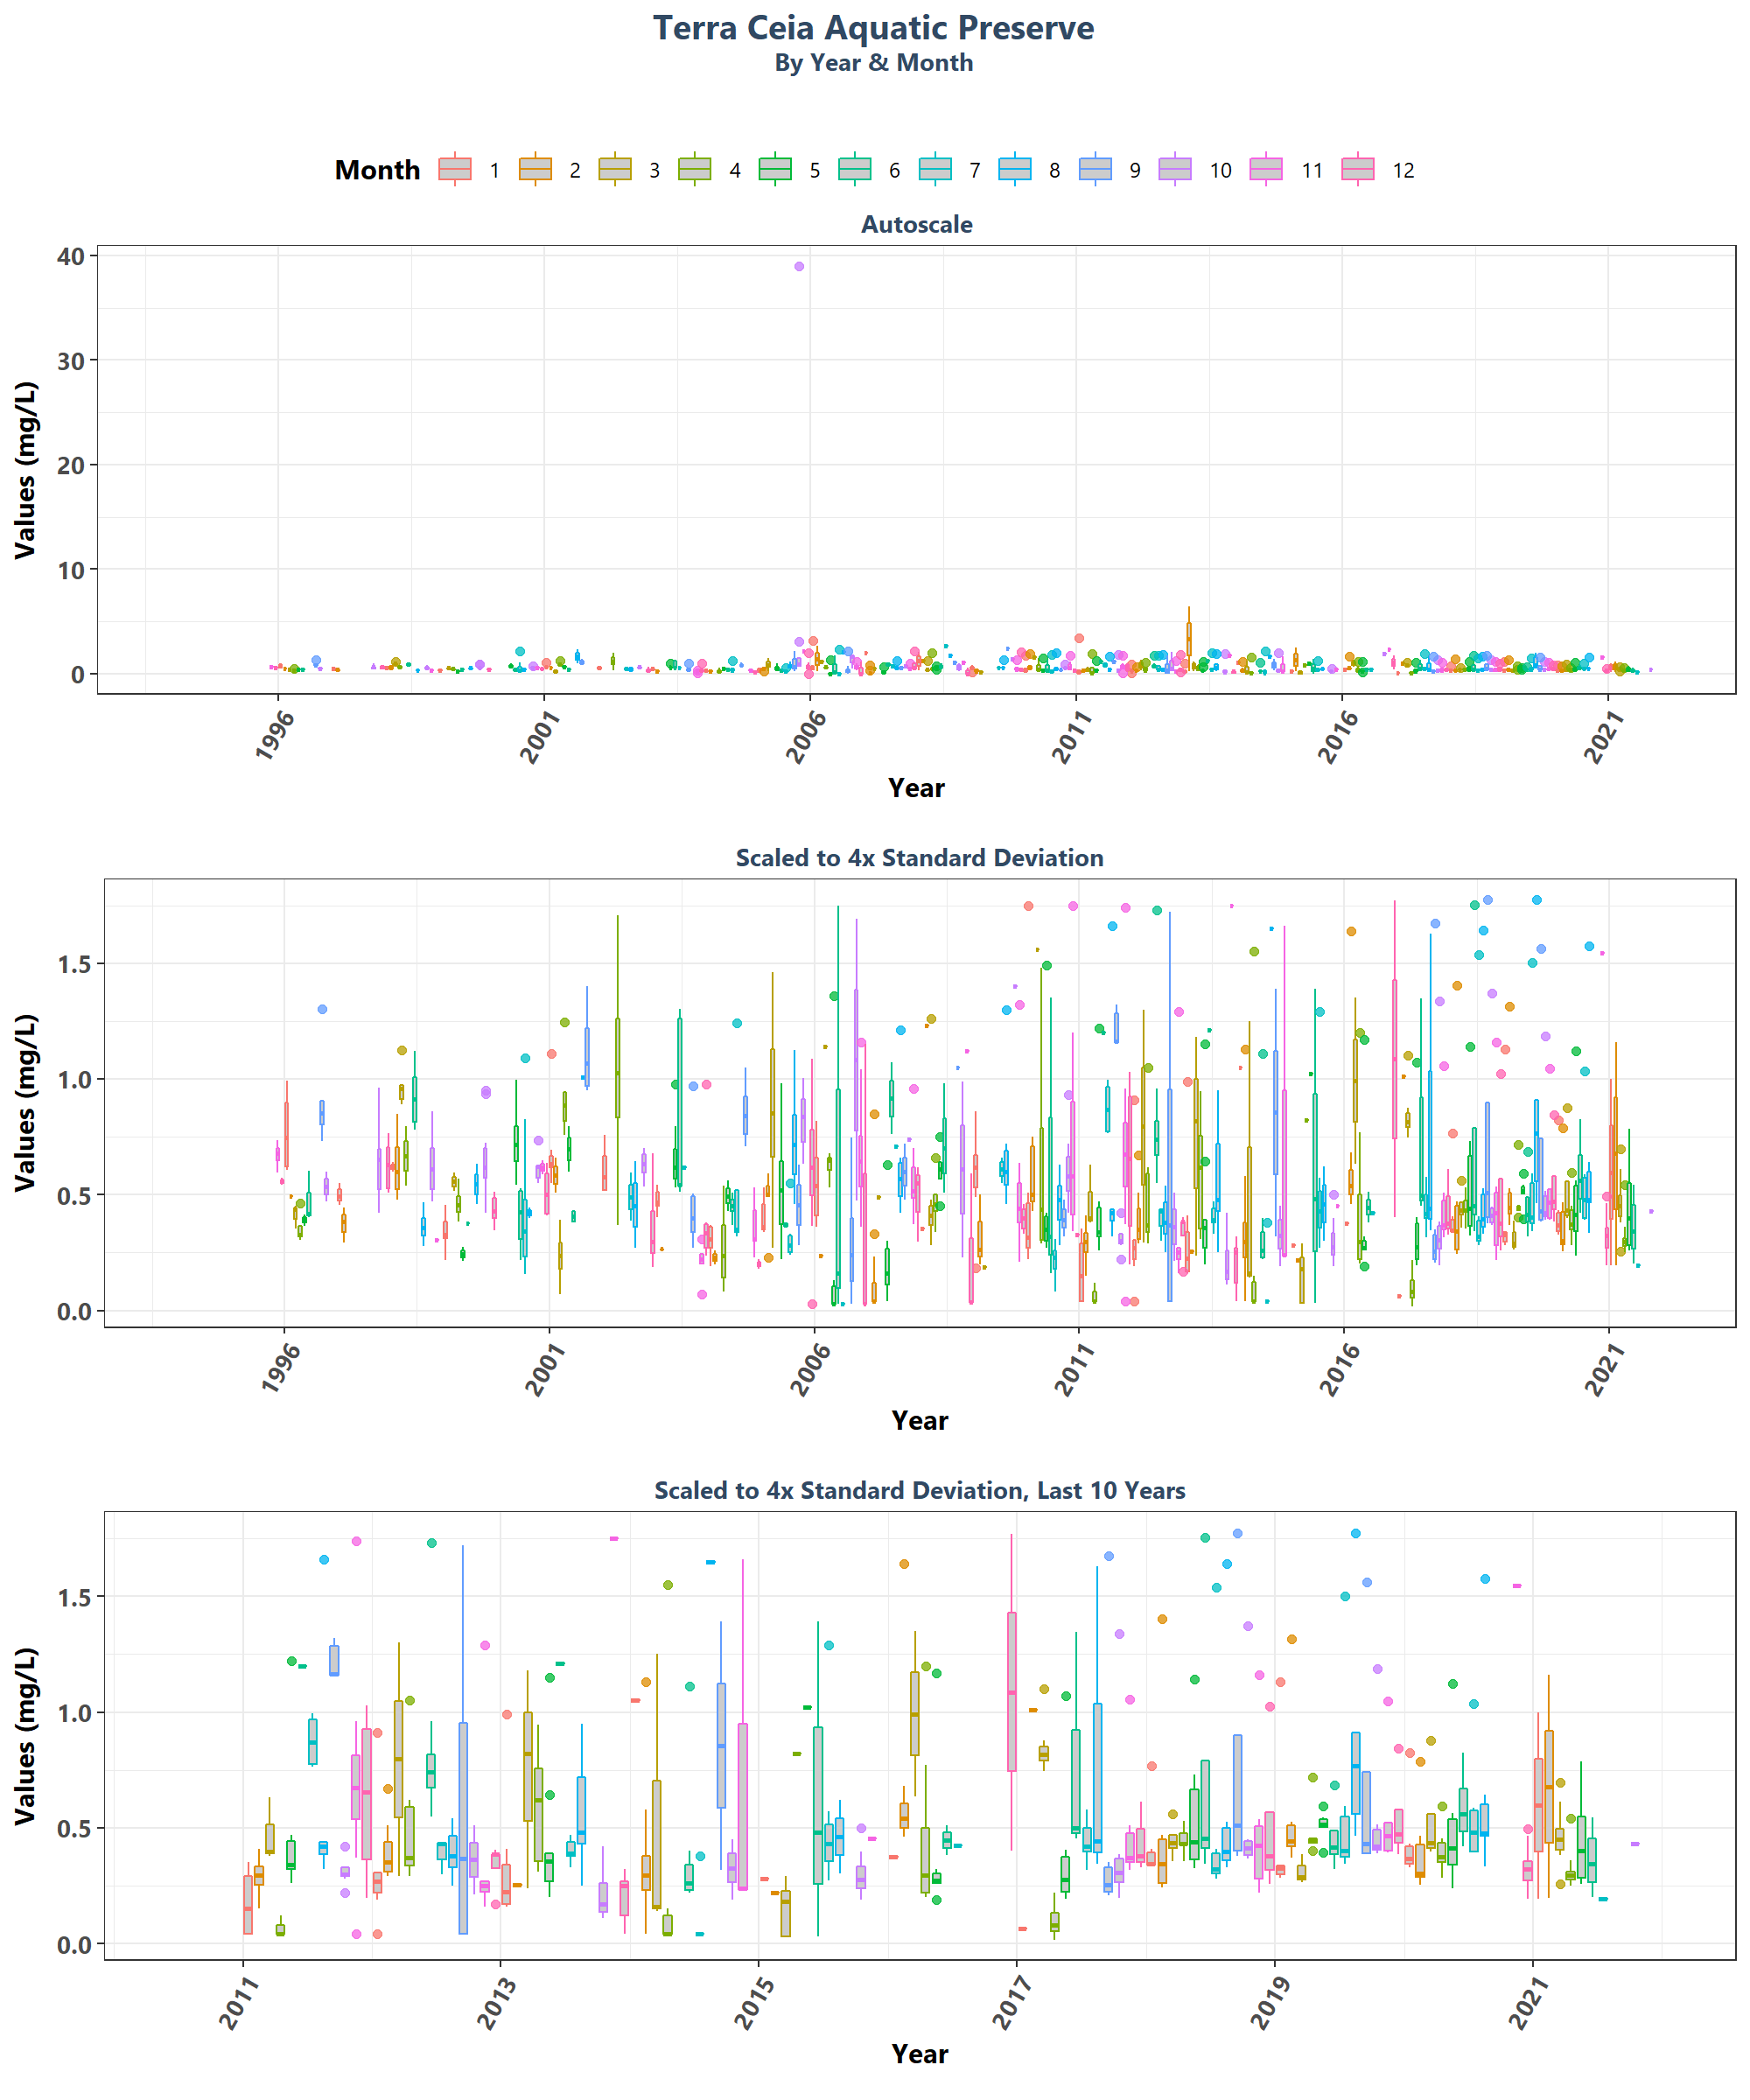 Terra Ceia Aquatic Preserve
By Year & Month
Month 1 2 3 4 5 6 7 8 9 10 11 12
Autoscale
Values (mg/L)
40
30
20
10
0
1996 2001 2006 2011 2016 2021
Year
Scaled to 4x Standard Deviation
Values (mg/L)
1.5
1.0
0.5
0.0
1996 2001 2006 2011 2016 2021
Year
Scaled to 4x Standard Deviation, Last 10 Years
Values (mg/L)
1.5
1.0
0.5
0.0
2011 2013 2015 2017 2019 2021
Year